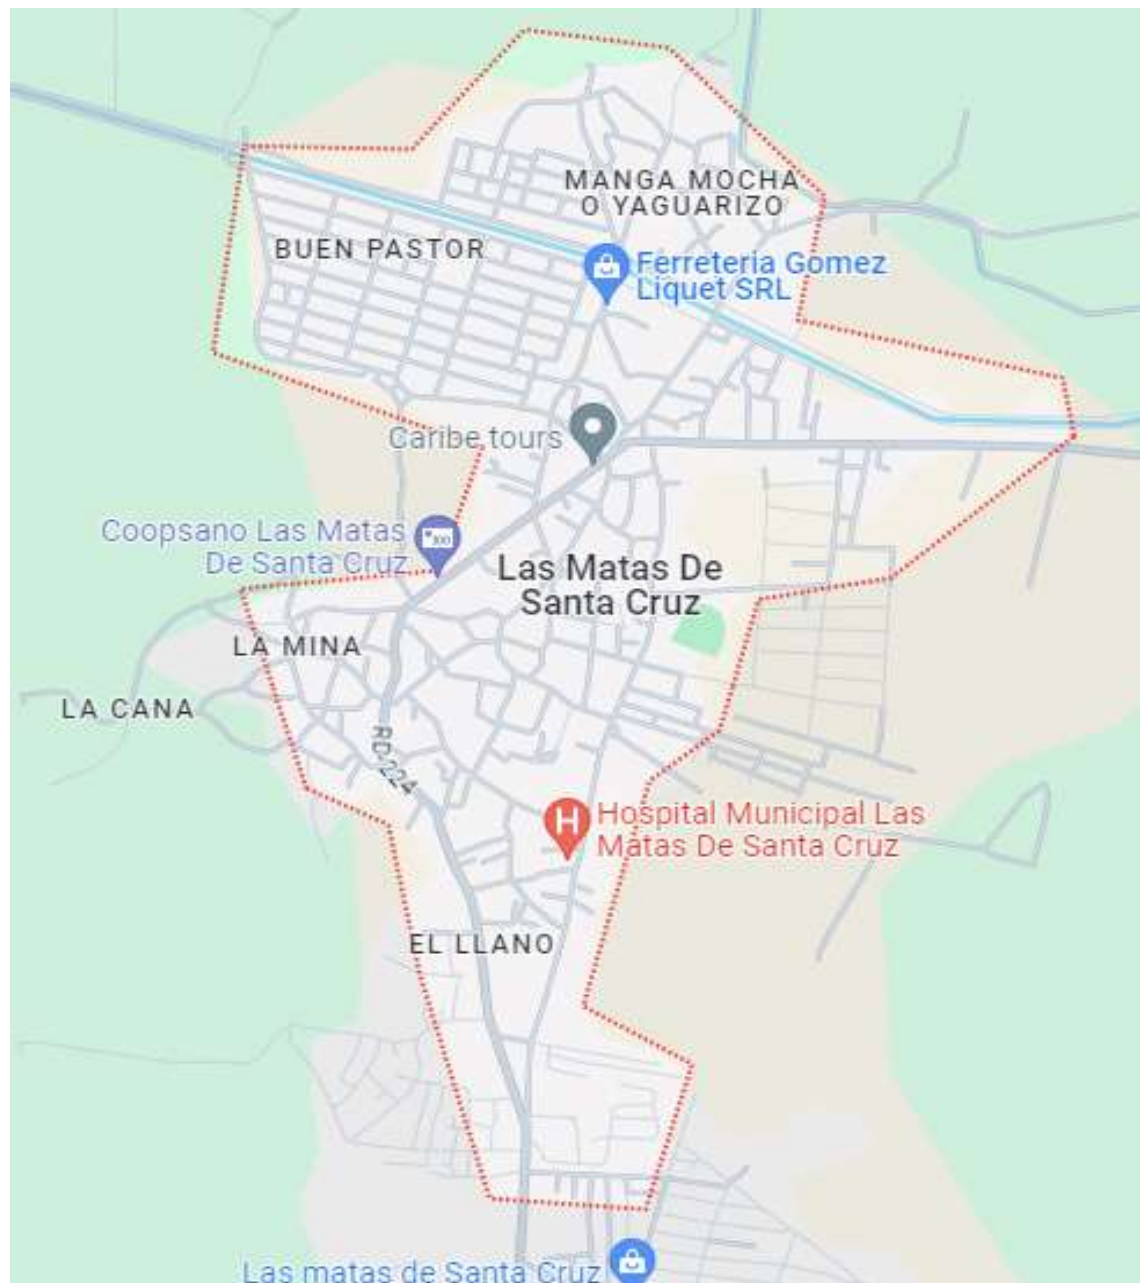 MANGA MOCHA
O YAGUARIZO
BUEN PASTOR
Ferreteria Gomez
Liquet SRL
Caribe tours
Coopsano Las Matas
De Santa Cruz
Las Matas De
Santa Cruz
LA MINA
LA CANA
RD-224
Hospital Municipal Las
Matas De Santa Cruz
EL LLANO
Las matas de Santa Cruz